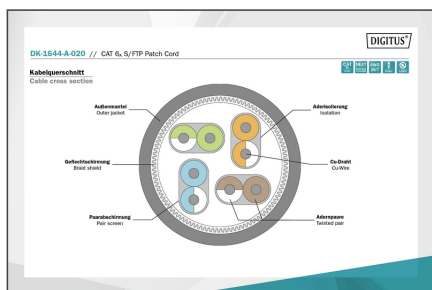 DIGITUS®
DK-1644-A-020 // CAT 6A S/FTP Patch Cord
Kabelquerschnitt
Cable cross section
Außenmantel
Outer jacket
Aderisolierung
Isolation
Geflechtschirmung
Braid shield
Cu-Draht
Cu-Wire
Paarabschirmung
Pair screen
Adernpaare
Twisted pair